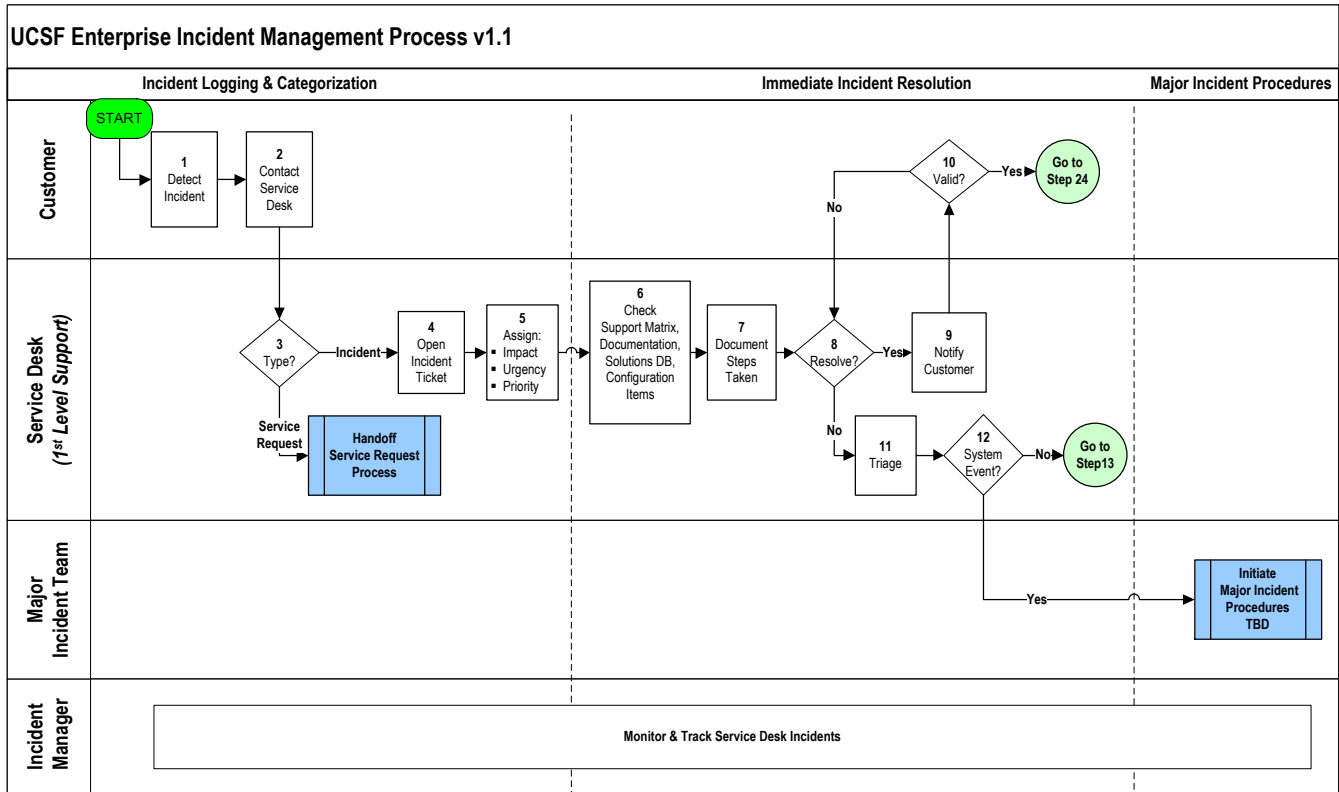 UCSF Enterprise Incident Management Process v1.1
Incident Logging & Categorization
Immediate Incident Resolution
Major Incident Procedures
Customer
START
1
Detect
Incident
2
Contact
Service
Desk
10
Valid?
Yes
Go to
Step 24
No
Service Desk
(1st Level Support)
3
Type?
Incident
4
Open
Incident
Ticket
5
Assign:
▪ Impact
▪ Urgency
▪ Priority
6
Check
Support Matrix,
Documentation,
Solutions DB,
Configuration
Items
7
Document
Steps
Taken
8
Resolve?
Yes
9
Notify
Customer
Service
Request
Handoff
Service Request
Process
No
11
Triage
12
System
Event?
No
Go to
Step13
Major
Incident Team
Yes
Initiate
Major Incident
Procedures
TBD
Incident
Manager
Monitor & Track Service Desk Incidents